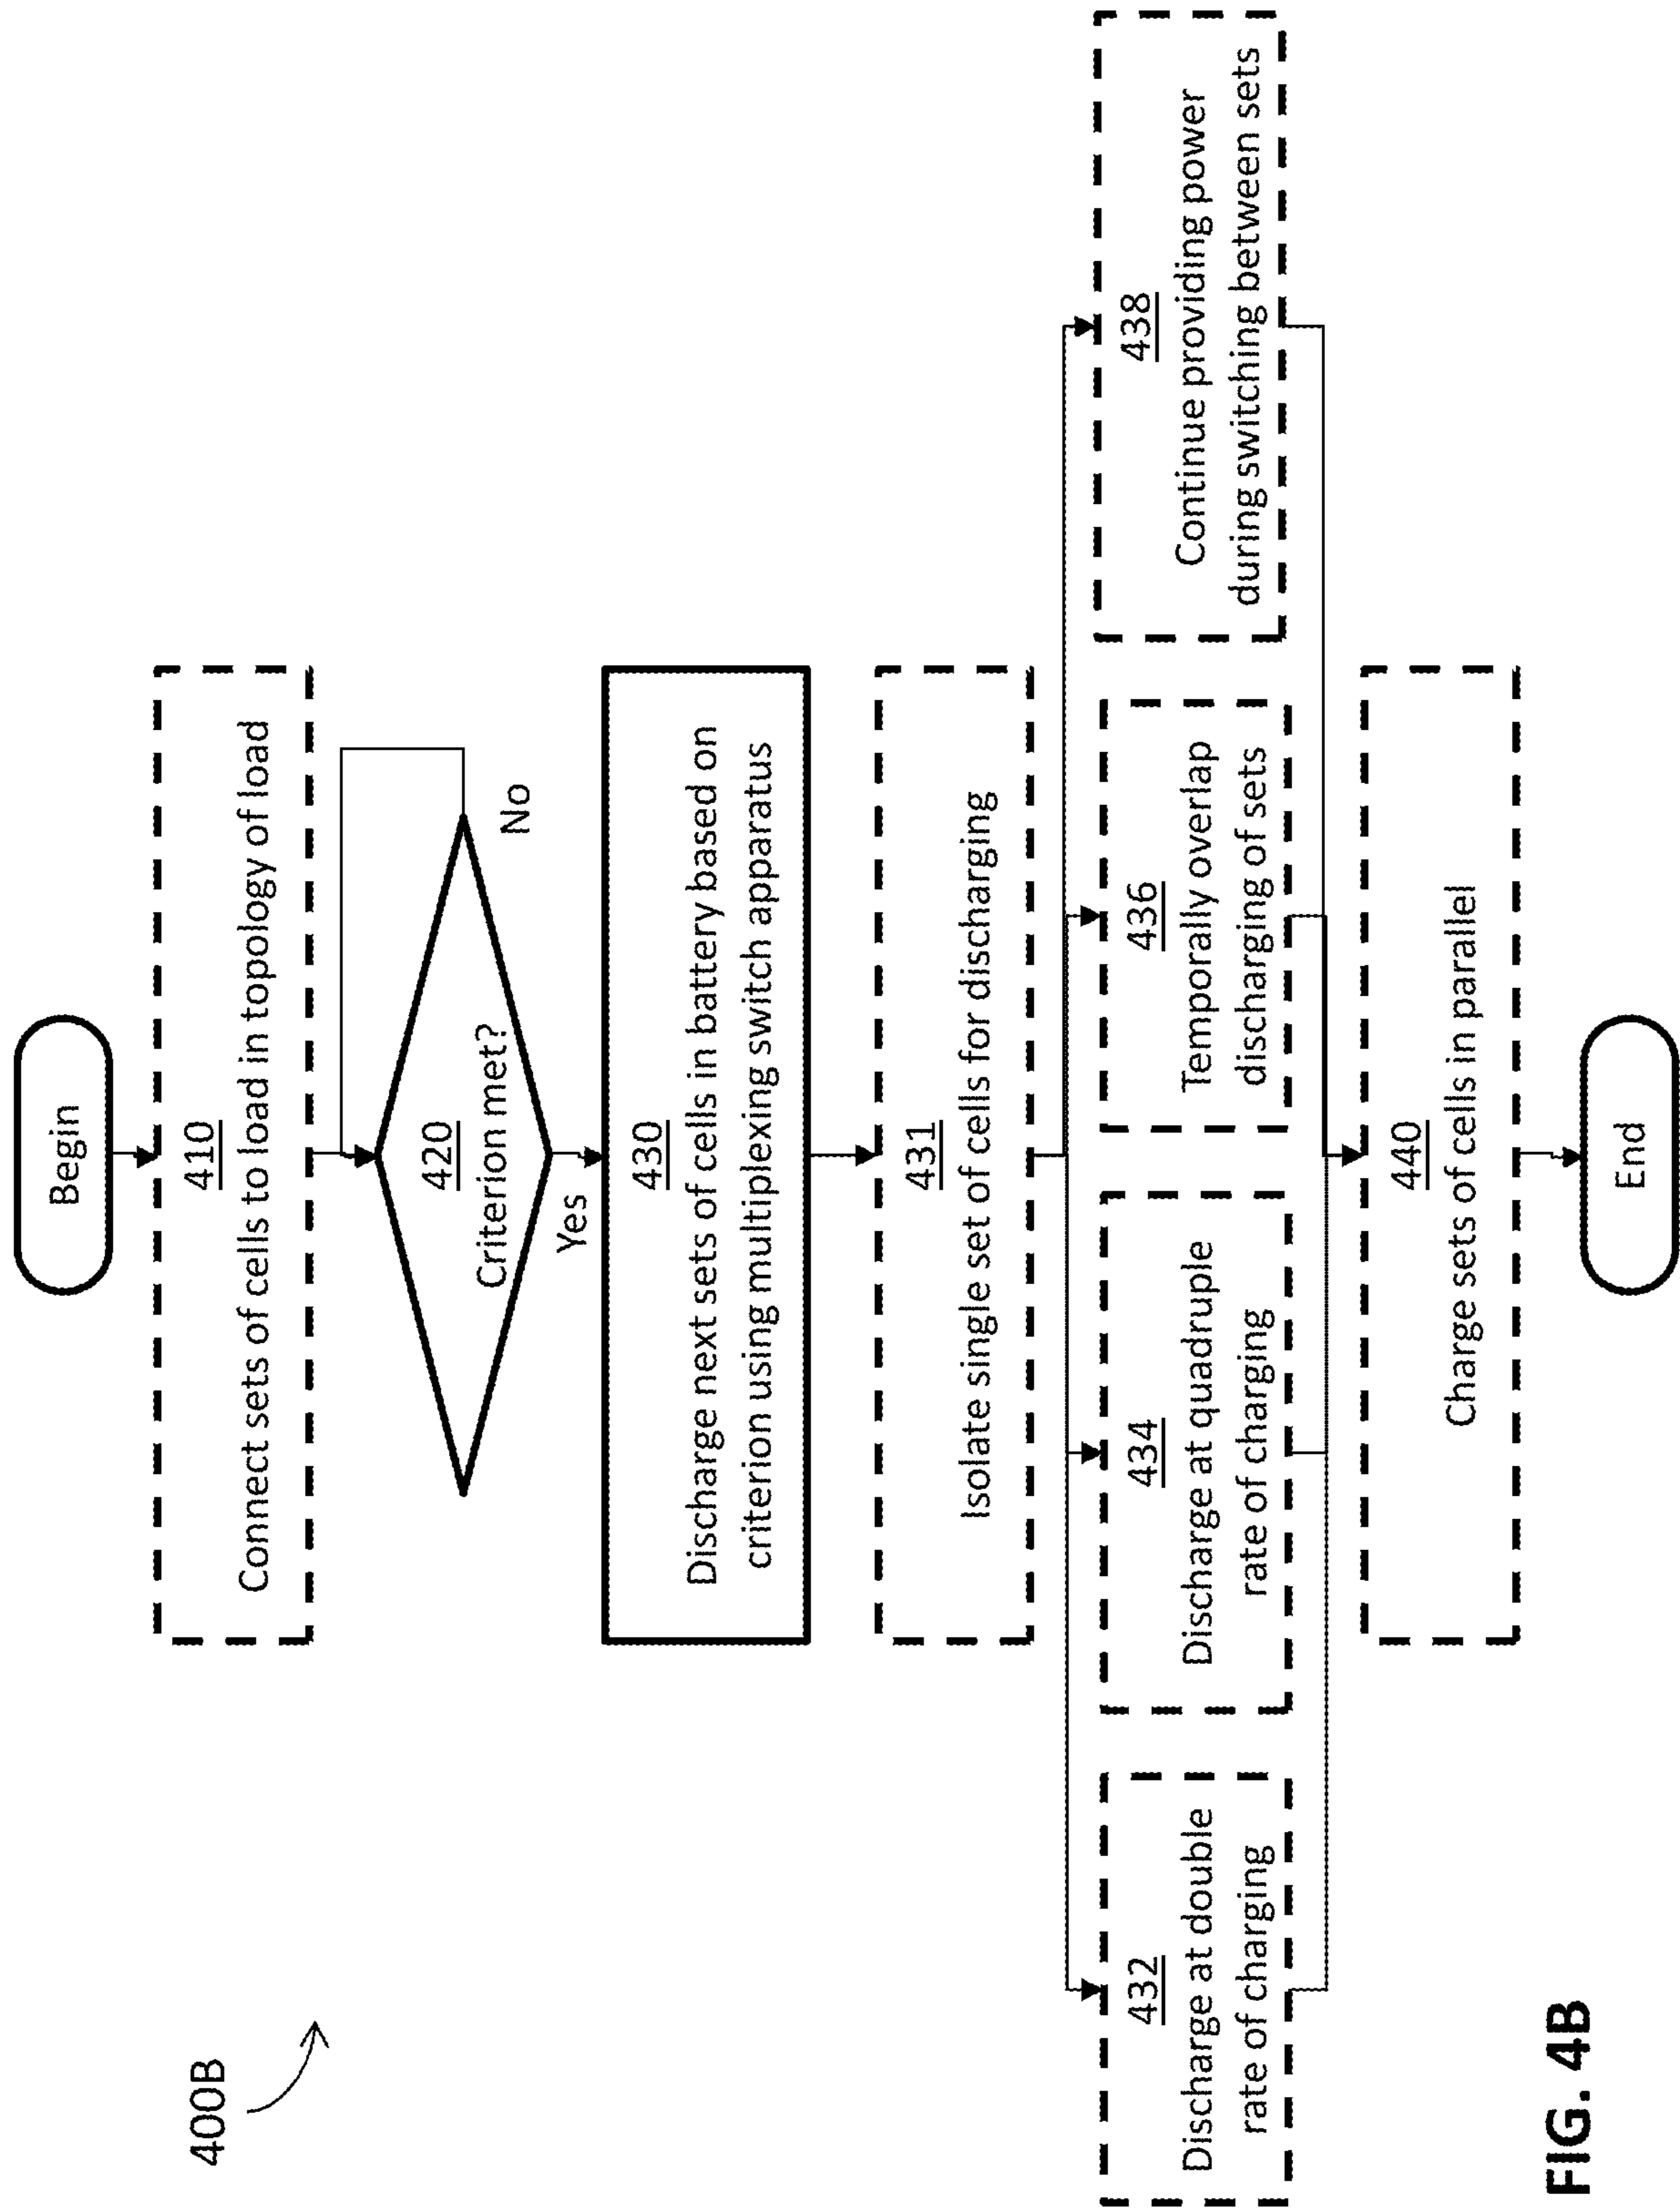 400B
Begin
410
Connect sets of cells to load in topology of load
420
Criterion met?
No
Yes
430
Discharge next sets of cells in battery based on
criterion using multiplexing switch apparatus
431
Isolate single set of cells for discharging
432
Discharge at double
rate of charging
434
Discharge at quadruple
rate of charging
436
Temporally overlap
discharging of sets
438
Continue providing power
during switching between sets
440
Charge sets of cells in parallel
End
FIG. 4B